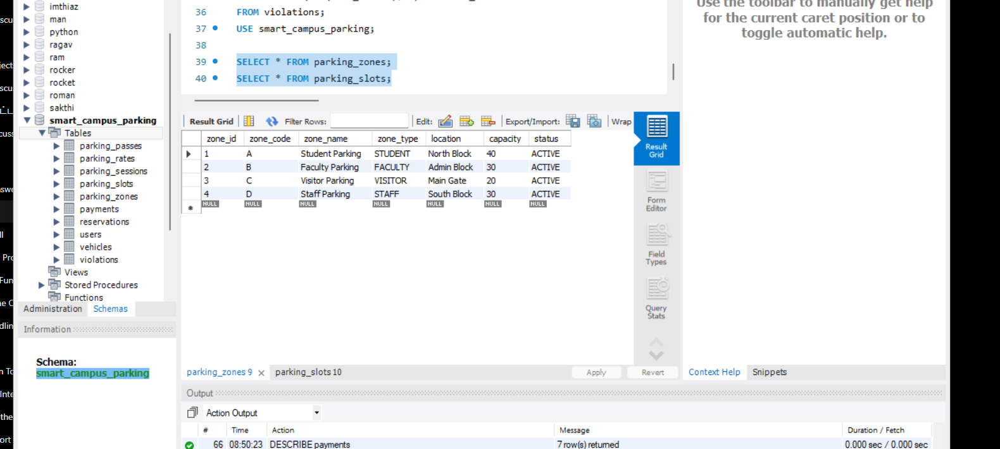 imthiaz
man
python
ragav
ram
rocker
rocket
roman
sakthi
smart_campus_parking
Tables
parking_passes
parking_rates
parking_sessions
parking_slots
parking_zones
payments
reservations
users
vehicles
violations
Views
Stored Procedures
Functions
Administration Schemas
Information
Schema:
smart_campus_parking
36 FROM violations;
37 USE smart_campus_parking;
38
39 SELECT * FROM parking_zones;
40 SELECT * FROM parking_slots;
Result Grid Filter Rows: Edit: Export/Import: Wrap
zone_id zone_code zone_name zone_type location capacity status
1 A Student Parking STUDENT North Block 40 ACTIVE
2 B Faculty Parking FACULTY Admin Block 30 ACTIVE
3 C Visitor Parking VISITOR Main Gate 20 ACTIVE
4 D Staff Parking STAFF South Block 30 ACTIVE
NULL NULL NULL NULL NULL NULL NULL
Result
Grid
Form
Editor
Field
Types
Query
Stats
parking_zones 9 parking_slots 10 Apply Revert
Use the toolbar to manually get help
for the current caret position or to
toggle automatic help.
Context Help Snippets
Output
Action Output
# Time Action Message Duration / Fetch
66 08:50:23 DESCRIBE payments 7 row(s) returned 0.000 sec / 0.000 sec